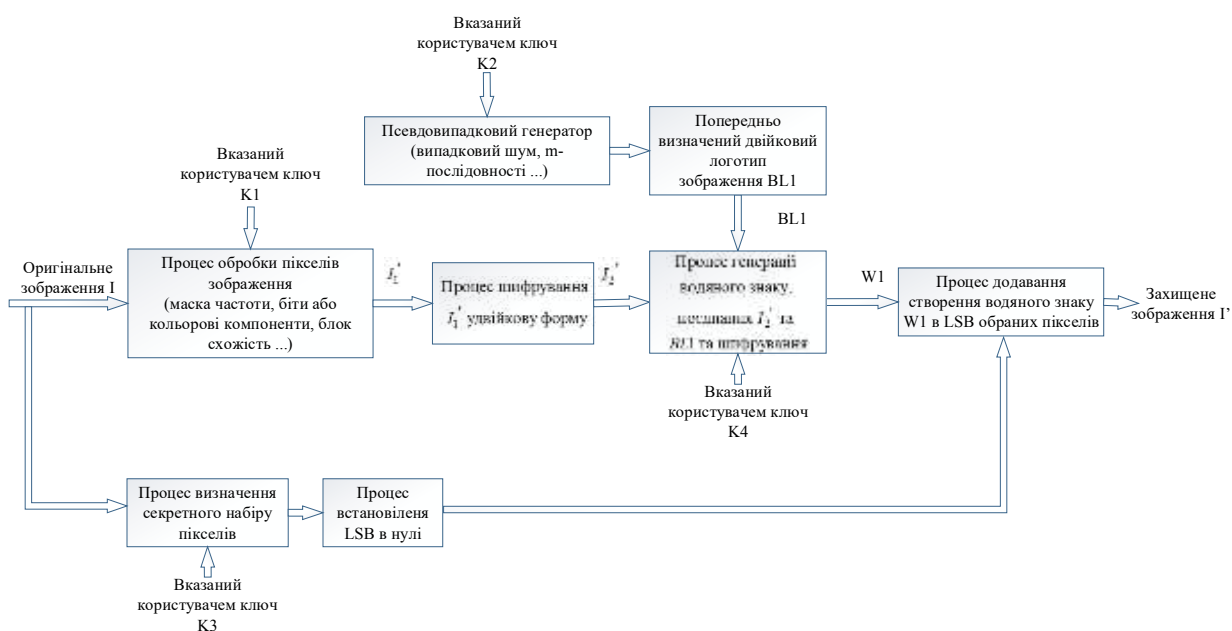 Вказаний
користувачем ключ
K2
Псевдовипадковий генератор
(випадковий шум, m-
послідовності ...)
Попередньо
визначений двійковий
логотип
зображення BL1
Вказаний
користувачем ключ
K1
BL1
Оригінальне
зображення I
Процес обробки пікселів
зображення
(маска частоти, біти або
кольорові компоненти, блок
схожість ...)
Процес шифрування
I₁' удвійкову форму
I₂'
Процес генерації
водяного знаку,
поєднання I₂' та
BL1 та шифрування
W1
Процес додавання
створення водяного знаку
W1 в LSB обраних пікселів
Захищене
зображення I’
Вказаний
користувачем ключ
K4
Процес визначення
секретного набіру
пікселів
Процес
встановіленя
LSB в нулі
Вказаний
користувачем ключ
K3